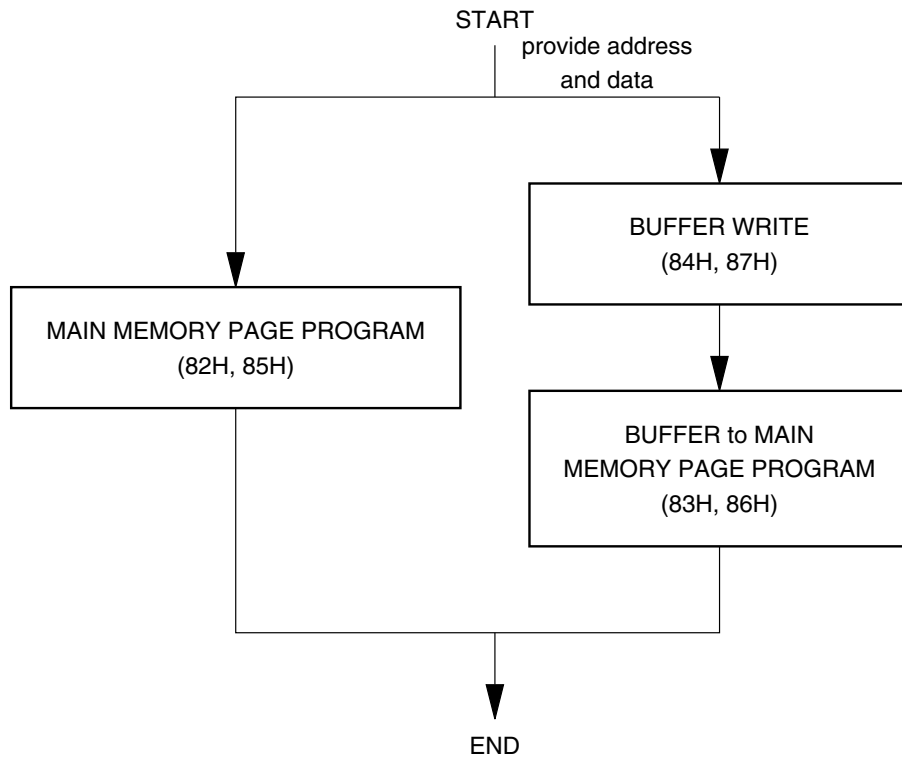 START
provide address
and data
BUFFER WRITE
(84H, 87H)
MAIN MEMORY PAGE PROGRAM
(82H, 85H)
BUFFER to MAIN
MEMORY PAGE PROGRAM
(83H, 86H)
END